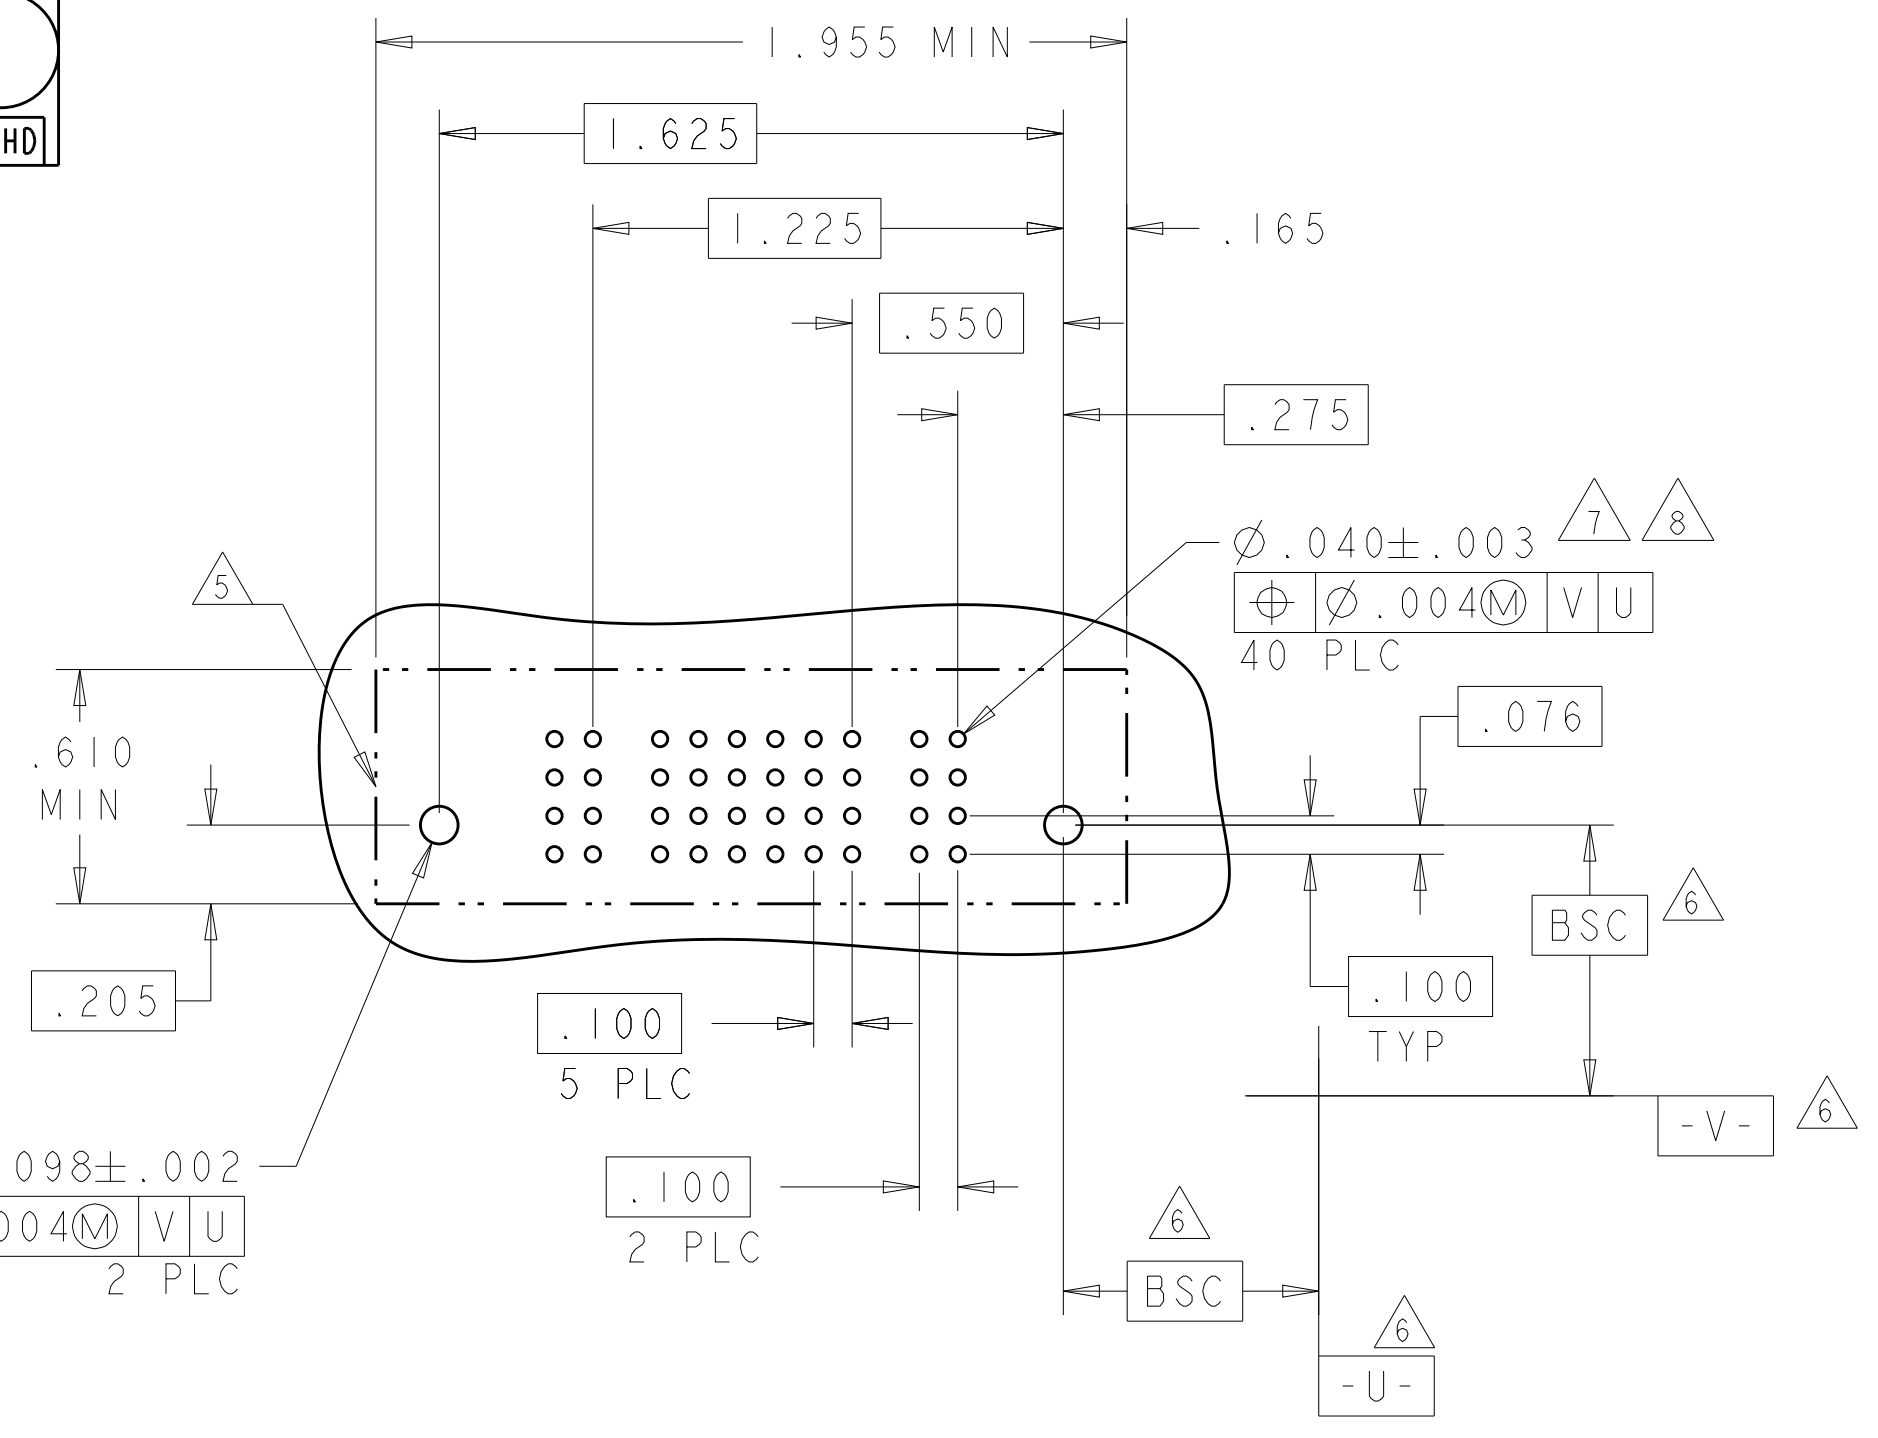 1.955 MIN
1.625
HD
1.225
.165
.550
.275
7 8
Ø.040±.003
⌖ Ø.004Ⓜ V U
40 PLC
5
.076
.610
MIN
6
BSC
.205
.100
TYP
.100
5 PLC
-V- 6
098±.002
004Ⓜ V U
2 PLC
.100
2 PLC
6
BSC
6
-U-